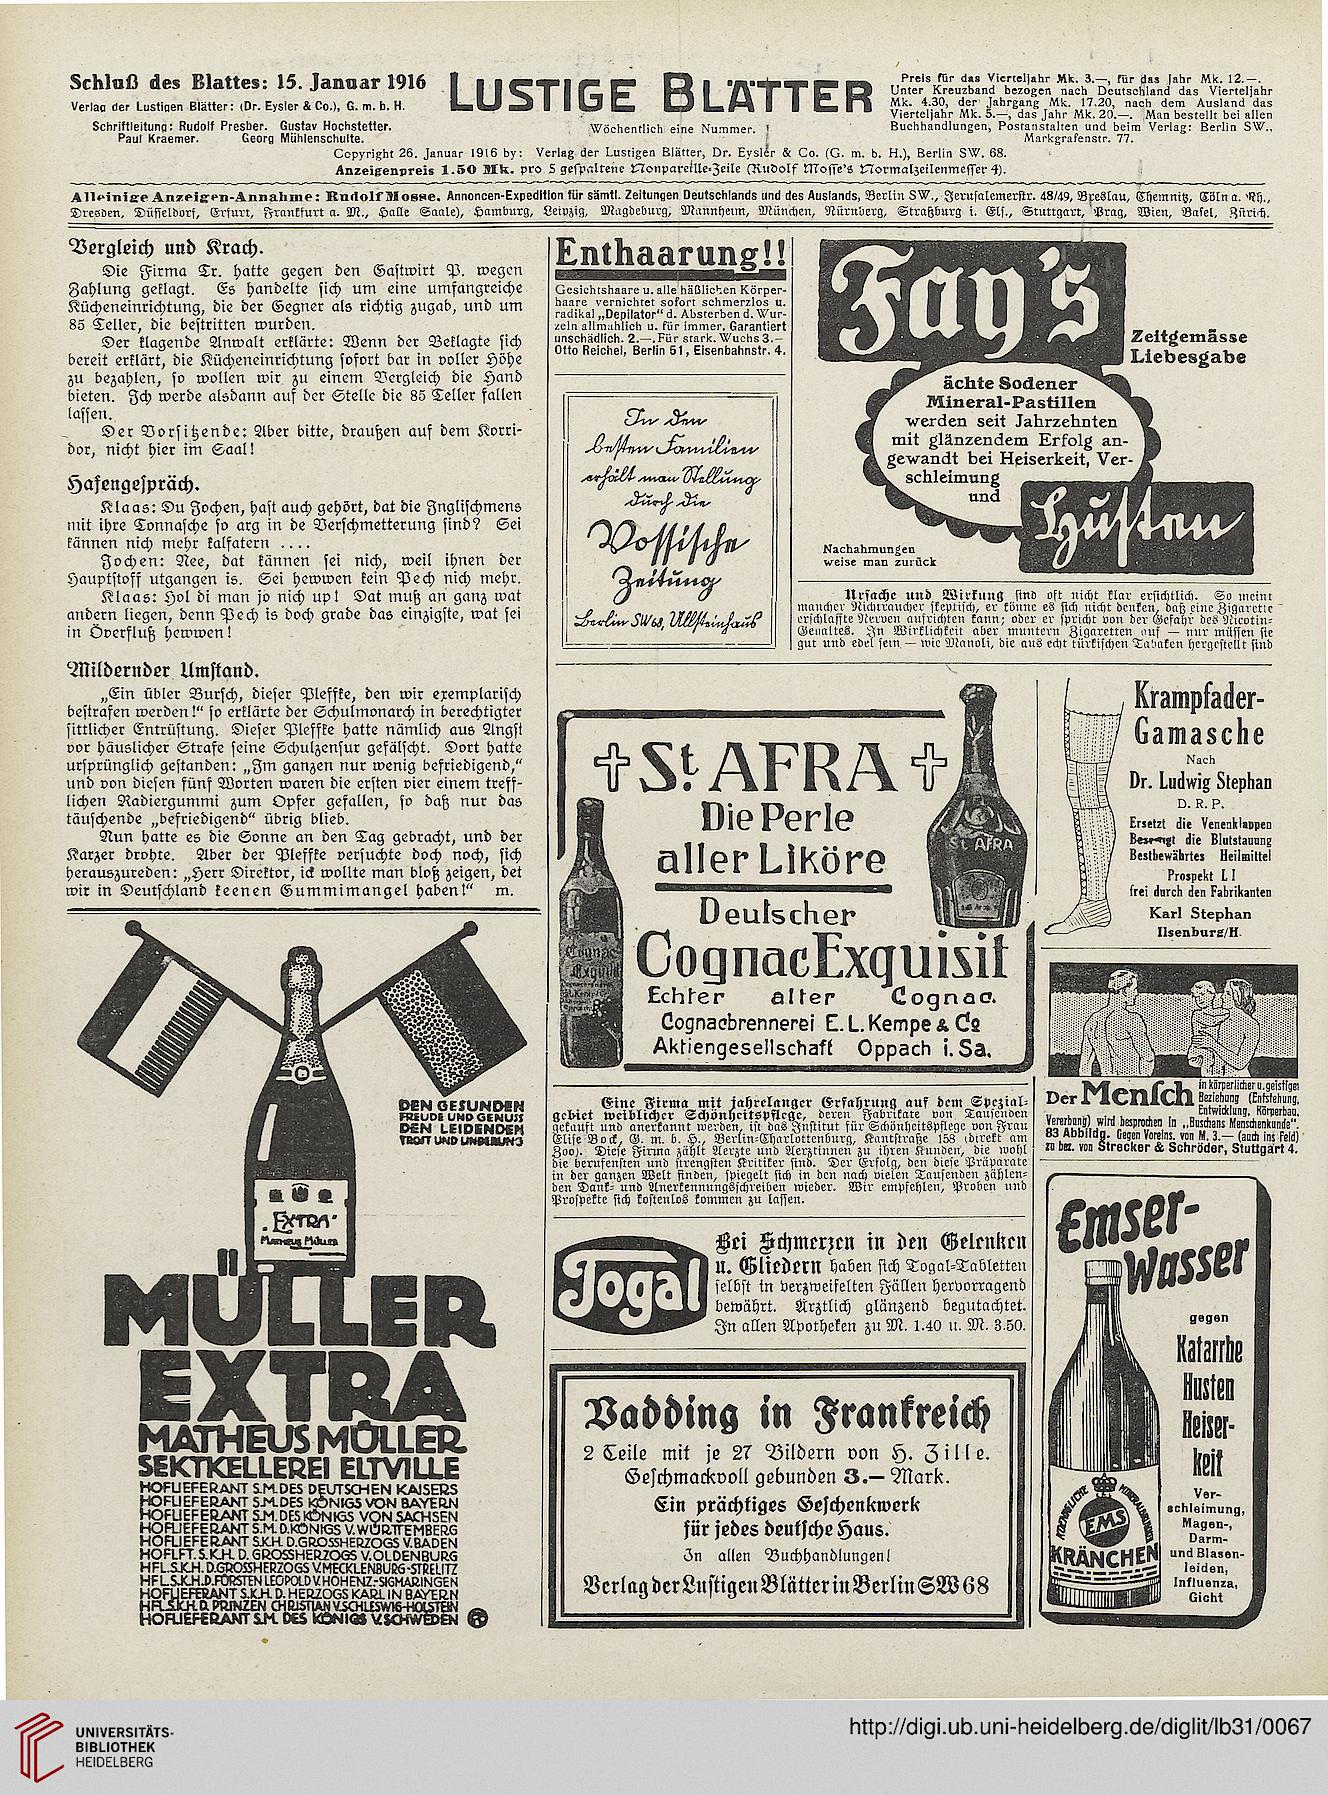 Schluß des Blattes: 15. Januar 1916
Verlag der Lustigen Blätter: (Dr. Eysler & Co.), G. m. b. H.
Schriftleitung: Rudolf Presber. Gustav Hochstetter.
Paul Kraemer. Georg Mühlenschulte.
LUSTIGE BLÄTTER
Wöchentlich eine Nummer.
Preis für das Vierteljahr Mk. 3.—, für das Jahr Mk. 12.—.
Unter Kreuzband bezogen nach Deutschland das Vierteljahr
Mk. 4.30, der Jahrgang Mk. 17.20, nach dem Ausland das
Vierteljahr Mk. 5.—, das Jahr Mk. 20.—. Man bestellt bei allen
Buchhandlungen, Postanstalten und beim Verlag: Berlin SW.,
Markgrafenstr. 77.
Copyright 26. Januar 1916 by: Verlag der Lustigen Blätter, Dr. Eysler & Co. (G. m. b. H.), Berlin SW. 68.
Anzeigenpreis 1.50 Mk. pro 5 gespaltene Nonpareille-Zeile (Rudolf Mosse's Normalzeilenmesser 4).
Alleinige Anzeigen-Annahme: Rudolf Mosse, Annoncen-Expedition für sämtl. Zeitungen Deutschlands und des Auslands, Berlin SW., Jerusalemerstr. 48/49, Breslau, Chemnitz, Cöln a. Rh.,
Dresden, Düsseldorf, Erfurt, Frankfurt a. M., Halle Saale), Hamburg, Leipzig, Magdeburg, Mannheim, München, Nürnberg, Straßburg i. Els., Stuttgart, Prag, Wien, Basel, Zürich.
Vergleich und Krach.
Die Firma Tr. hatte gegen den Gastwirt P. wegen
Zahlung geklagt. Es handelte sich um eine umfangreiche
Kücheneinrichtung, die der Gegner als richtig zugab, und um
85 Teller, die bestritten wurden.
Der klagende Anwalt erklärte: Wenn der Beklagte sich
bereit erklärt, die Kücheneinrichtung sofort bar in voller Höhe
zu bezahlen, so wollen wir zu einem Vergleich die Hand
bieten. Ich werde alsdann auf der Stelle die 85 Teller fallen
lassen.
Der Vorsitzende: Aber bitte, draußen auf dem Korri-
dor, nicht hier im Saal!
Hafengespräch.
Klaas: Du Jochen, hast auch gehört, dat die Inglischmens
mit ihre Tonnasche so arg in de Verschmetterung sind? Sei
kännen nich mehr kalfatern ....
Jochen: Nee, dat kännen sei nich, weil ihnen der
Hauptstoff utgangen is. Sei hewwen kein Pech nich mehr.
Klaas: Hol di man jo nich up! Dat muß an ganz wat
andern liegen, denn Pech is doch grade das einzigste, wat sei
in Överfluß hewwen!
Mildernder Umstand.
„Ein übler Bursch, dieser Pleffke, den wir exemplarisch
bestrafen werden!“ so erklärte der Schulmonarch in berechtigter
sittlicher Entrüstung. Dieser Pleffke hatte nämlich aus Angst
vor häuslicher Strafe seine Schulzensur gefälscht. Dort hatte
ursprünglich gestanden: „Im ganzen nur wenig befriedigend,“
und von diesen fünf Worten waren die ersten vier einem treff-
lichen Radiergummi zum Opfer gefallen, so daß nur das
täuschende „befriedigend“ übrig blieb.
Nun hatte es die Sonne an den Tag gebracht, und der
Karzer drohte. Aber der Pleffke versuchte doch noch, sich
herauszureden: „Herr Direktor, ick wollte man bloß zeigen, det
wir in Deutschland keenen Gummimangel haben!“ m.
DEN GESUNDEN
FREUDE UND GENUSS
DEN LEIDENDEN
TROST UND LINDERUNG
„EXTRA“
MATHEUS MÜLLER
MÜLLER
EXTRA
MATHEUS MÜLLER
SEKTKELLEREI ELTVILLE
HOFLIEFERANT S.M. DES DEUTSCHEN KAISERS
HOFLIEFERANT S.M. DES KÖNIGS VON BAYERN
HOFLIEFERANT S.M. DES KÖNIGS VON SACHSEN
HOFLIEFERANT S.M. D. KÖNIGS V. WÜRTTEMBERG
HOFLIEFERANT S.K.H. D. GROSSHERZOGS V. BADEN
HOFLFT. S.K.H. D. GROSSHERZOGS V. OLDENBURG
HFL. S.K.H. D. GROSSHERZOGS V. MECKLENBURG-STRELITZ
HFL. S.K.H. D. FÜRSTEN LEOPOLD V. HOHENZ.-SIGMARINGEN
HOFLIEFERANT S.K.H. D. HERZOGS KARL IN BAYERN
HFL. S.K.H. D. PRINZEN CHRISTIAN V. SCHLESWIG-HOLSTEIN
HOFLIEFERANT S.M. DES KÖNIGS V. SCHWEDEN
Enthaarung!!
Gesichtshaare u. alle häßlichen Körper-
haare vernichtet sofort schmerzlos u.
radikal „Depilator“ d. Absterben d. Wur-
zeln allmählich u. für immer. Garantiert
unschädlich. 2.—. Für stark. Wuchs 3.—
Otto Reichel, Berlin 51, Eisenbahnstr. 4.
In den
besten Familien
erhält man Stellung
durch die
Vossische
Zeitung
Berlin SW68, Ullsteinhaus
Fay's
Zeitgemässe
Liebesgabe
ächte Sodener
Mineral-Pastillen
werden seit Jahrzehnten
mit glänzendem Erfolg an-
gewandt bei Heiserkeit, Ver-
schleimung
und
Husten
Nachahmungen
weise man zurück
Ursache und Wirkung sind oft nicht klar ersichtlich. So meint
mancher Nichtraucher skeptisch, er könne es sich nicht denken, daß eine Zigarette
erschlaffte Nerven aufrichten kann; oder er spricht von der Gefahr des Nicotin-
Gehaltes. In Wirklichkeit aber muntern Zigaretten auf — nur müssen sie
gut und edel sein — wie Manoli, die aus echt türkischen Tabaken hergestellt sind
St. AFRA
Die Perle
aller Liköre
St. AFRA
Deutscher
Cognac Exquisit
Echter alter Cognac.
Cognacbrennerei E. L. Kempe & Co
Aktiengesellschaft Oppach i. Sa.
Krampfader-
Gamasche
Nach
Dr. Ludwig Stephan
D. R. P.
Ersetzt die Venenklappen
Beseitigt die Blutstauung
Bestbewährtes Heilmittel
Prospekt LI
frei durch den Fabrikanten
Karl Stephan
Ilsenburg/H.
Der Mensch in körperlicher u. geistiger
Beziehung (Entstehung,
Entwicklung, Körperbau,
Vererbung) wird besprochen in „Buschans Menschenkunde“.
83 Abbildg. Gegen Voreins. von M. 3.— (auch ins Feld)
zu bez. von Strecker & Schröder, Stuttgart 4.
Eine Firma mit jahrelanger Erfahrung auf dem Spezial-
gebiet weiblicher Schönheitspflege, deren Fabrikate von Tausenden
gekauft und anerkannt werden, ist das Institut für Schönheitspflege von Frau
Elise Bock, G. m. b. H., Berlin-Charlottenburg, Kantstraße 158 (direkt am
Zoo). Diese Firma zählt Aerzte und Aerztinnen zu ihren Kunden, die wohl
die berufensten und strengsten Kritiker sind. Der Erfolg, den diese Präparate
in der ganzen Welt finden, spiegelt sich in den nach vielen Tausenden zählen-
den Dank- und Anerkennungsschreiben wieder. Wir empfehlen, Proben und
Prospekte sich kostenlos kommen zu lassen.
Togal
Bei Schmerzen in den Gelenken
u. Gliedern haben sich Togal-Tabletten
selbst in verzweifelten Fällen hervorragend
bewährt. Ärztlich glänzend begutachtet.
In allen Apotheken zu M. 1.40 u. M. 3.50.
Vadding in Frankreich
2 Teile mit je 27 Bildern von H. Zille.
Geschmackvoll gebunden 3.— Mark.
Ein prächtiges Geschenkwerk
für jedes deutsche Haus.
In allen Buchhandlungen!
Verlag der Lustigen Blätter in Berlin SW 68
Emser-
Wasser
gegen
Katarrhe
Husten
Heiser-
keit
Ver-
schleimung,
Magen-,
Darm-
und Blasen-
leiden,
Influenza,
Gicht
EMS
KRÄNCHEN
UNIVERSITÄTS-
BIBLIOTHEK
HEIDELBERG
http://digi.ub.uni-heidelberg.de/diglit/lb31/0067